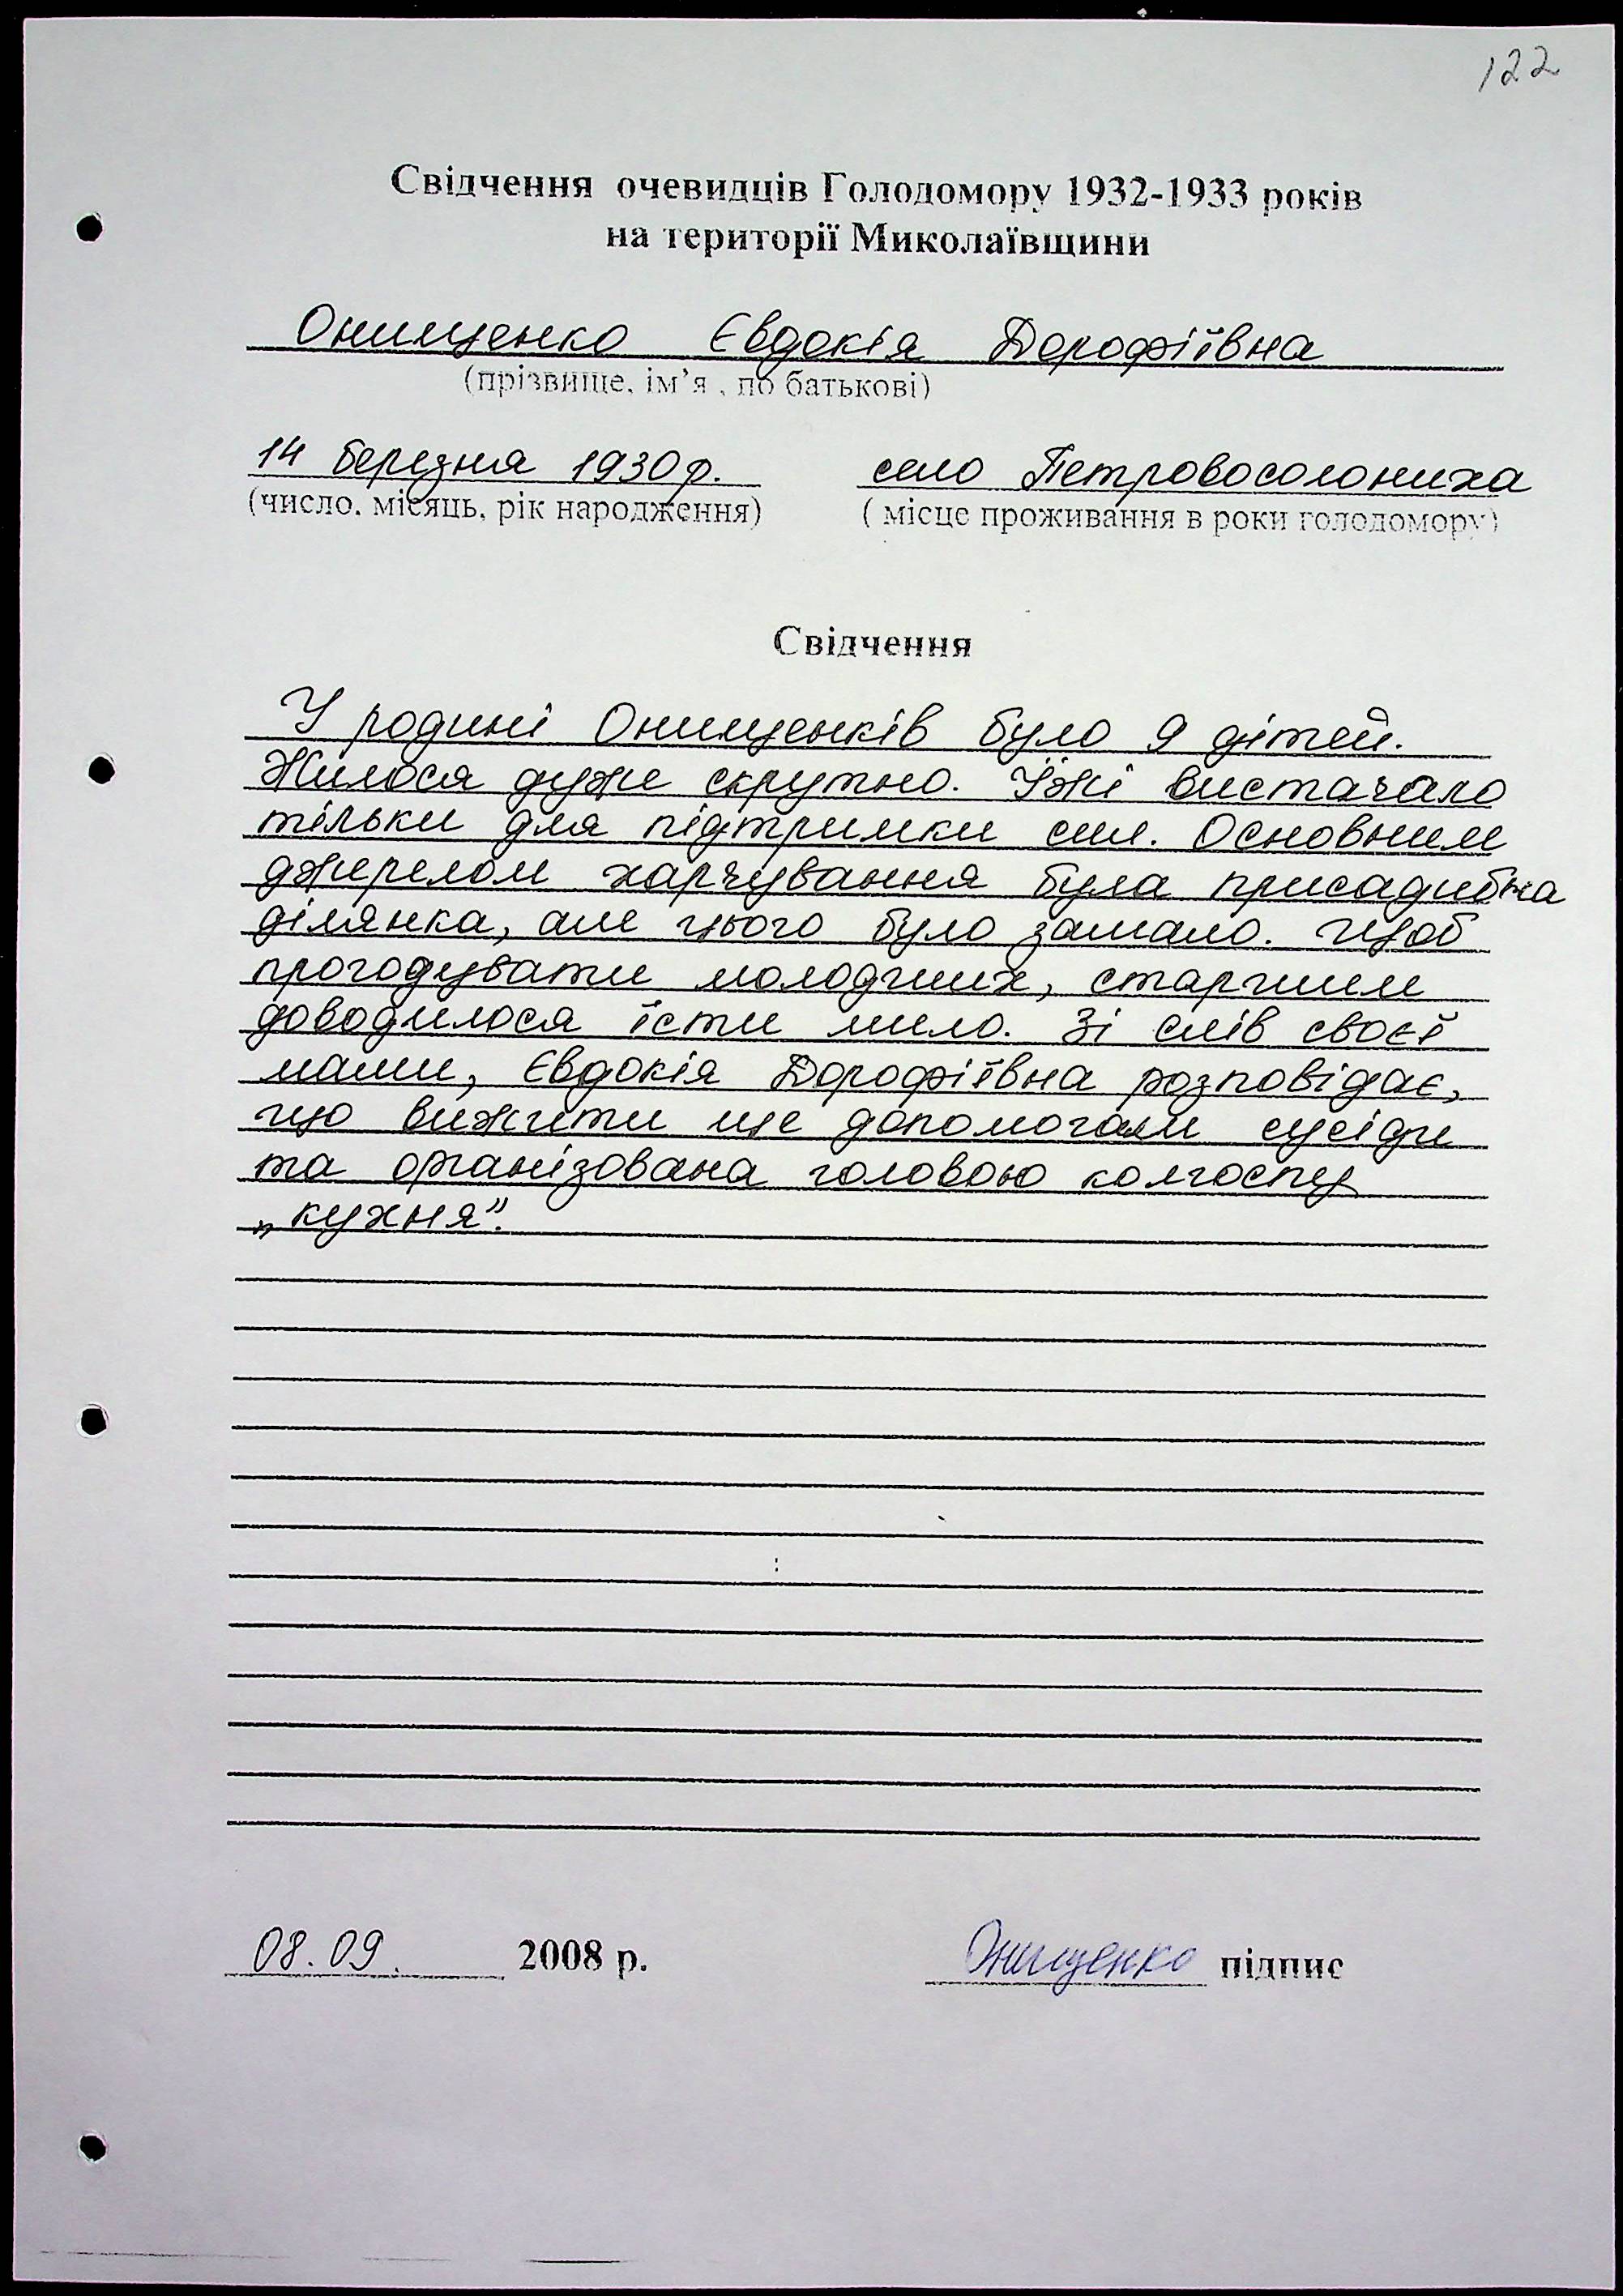 122
Свідчення очевидців Голодомору 1932-1933 років
на території Миколаївщини
Онищенко Євдокія Дорофіївна
(прізвище, ім’я , по батькові)
14 березня 1930р. село Петровосолониха
(число, місяць, рік народження) ( місце проживання в роки голодомору)
Свідчення
У родині Онищенків було 9 дітей.
Жилося дуже скрутно. Їжі вистачало
тільки для підтримки сил. Основним
джерелом харчування була присадибна
ділянка, але цього було замало. Щоб
прогодувати молодших, старшим
доводилося їсти мило. Зі слів своєї
мами, Євдокія Дорофіївна розповідає,
що вижити ще допомогали сусіди
та організована головою колгоспу
„кухня”.
08.09. 2008 р. Онищенко підпис